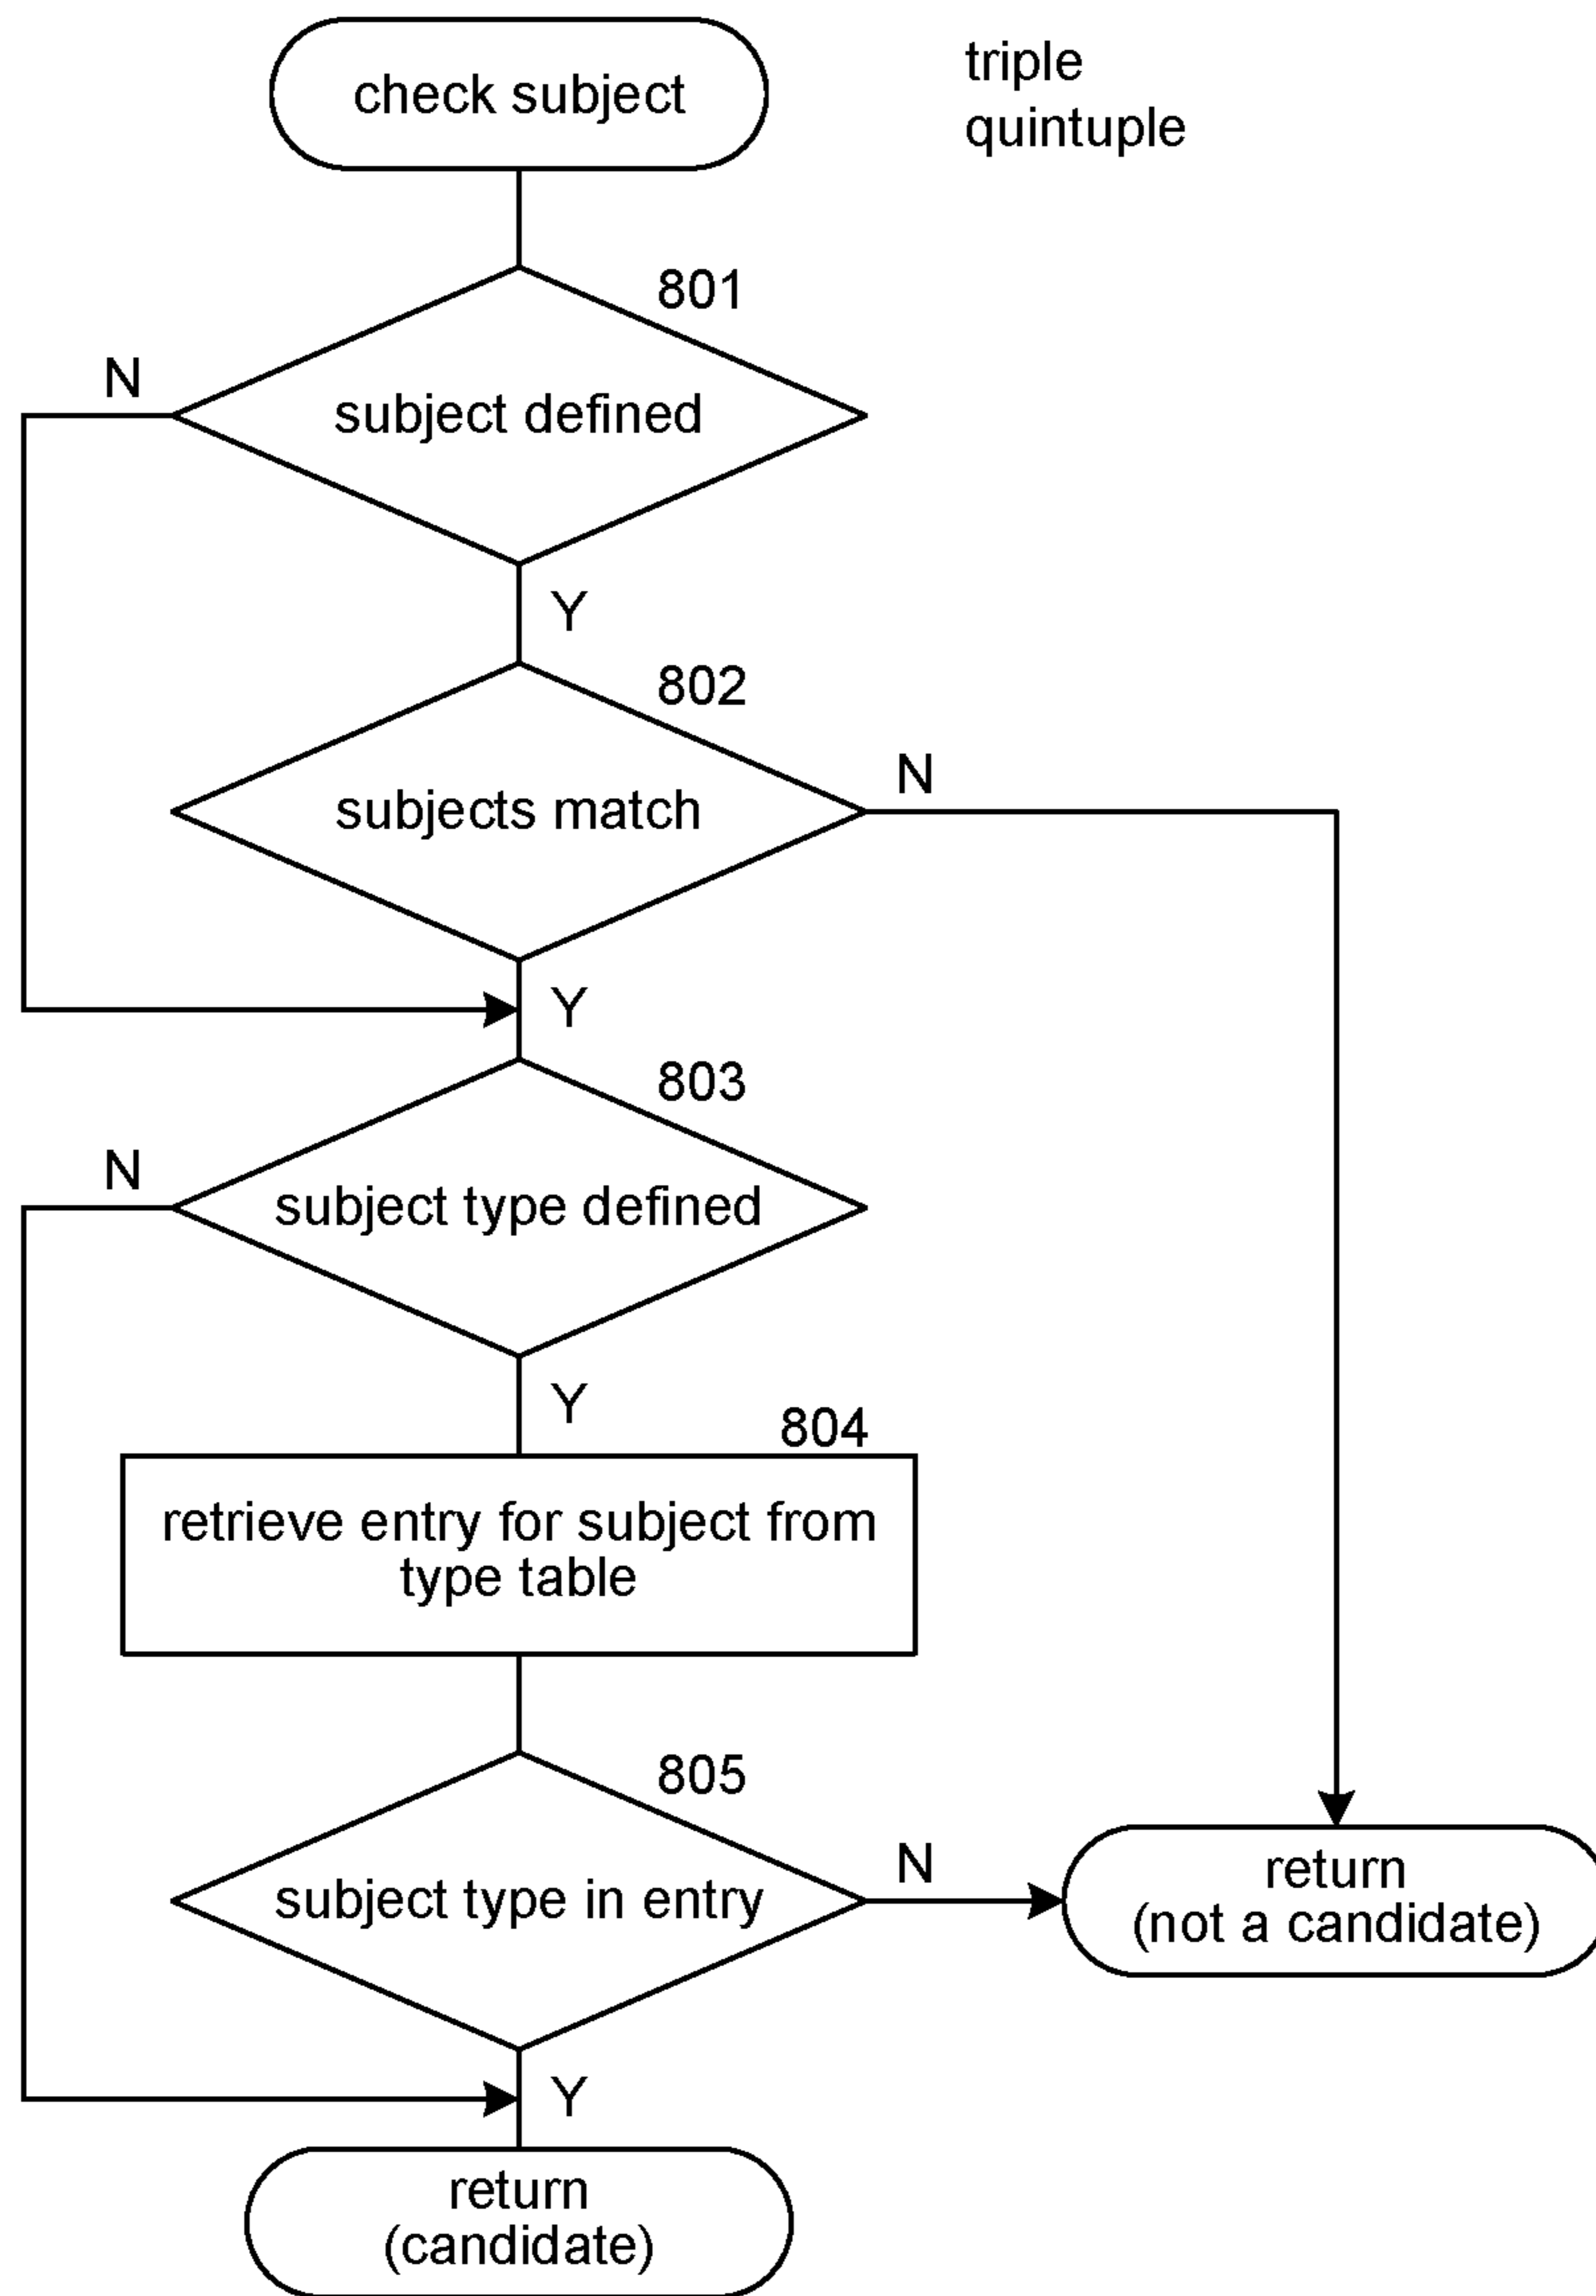 check subject
triple
quintuple
801
N
subject defined
Y
802
N
subjects match
Y
803
N
subject type defined
Y
804
retrieve entry for subject from
type table
805
N
subject type in entry
return
(not a candidate)
Y
return
(candidate)